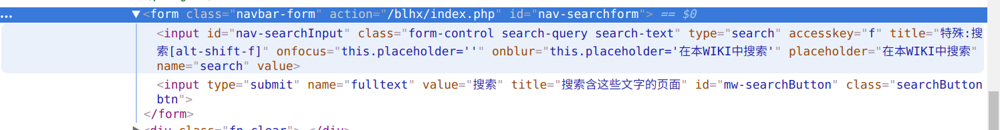 <form class="navbar-form" action="/blhx/index.php" id="nav-searchform"> == $0
<input id="nav-searchInput" class="form-control search-query search-text" type="search" accesskey="f" title="特殊:搜
索[alt-shift-f]" onfocus="this.placeholder=''" onblur="this.placeholder='在本WIKI中搜索'" placeholder="在本WIKI中搜索"
name="search" value>
<input type="submit" name="fulltext" value="搜索" title="搜索含这些文字的页面" id="mw-searchButton" class="searchButton
btn">
</form>
<div class="fn-clear"> </div>